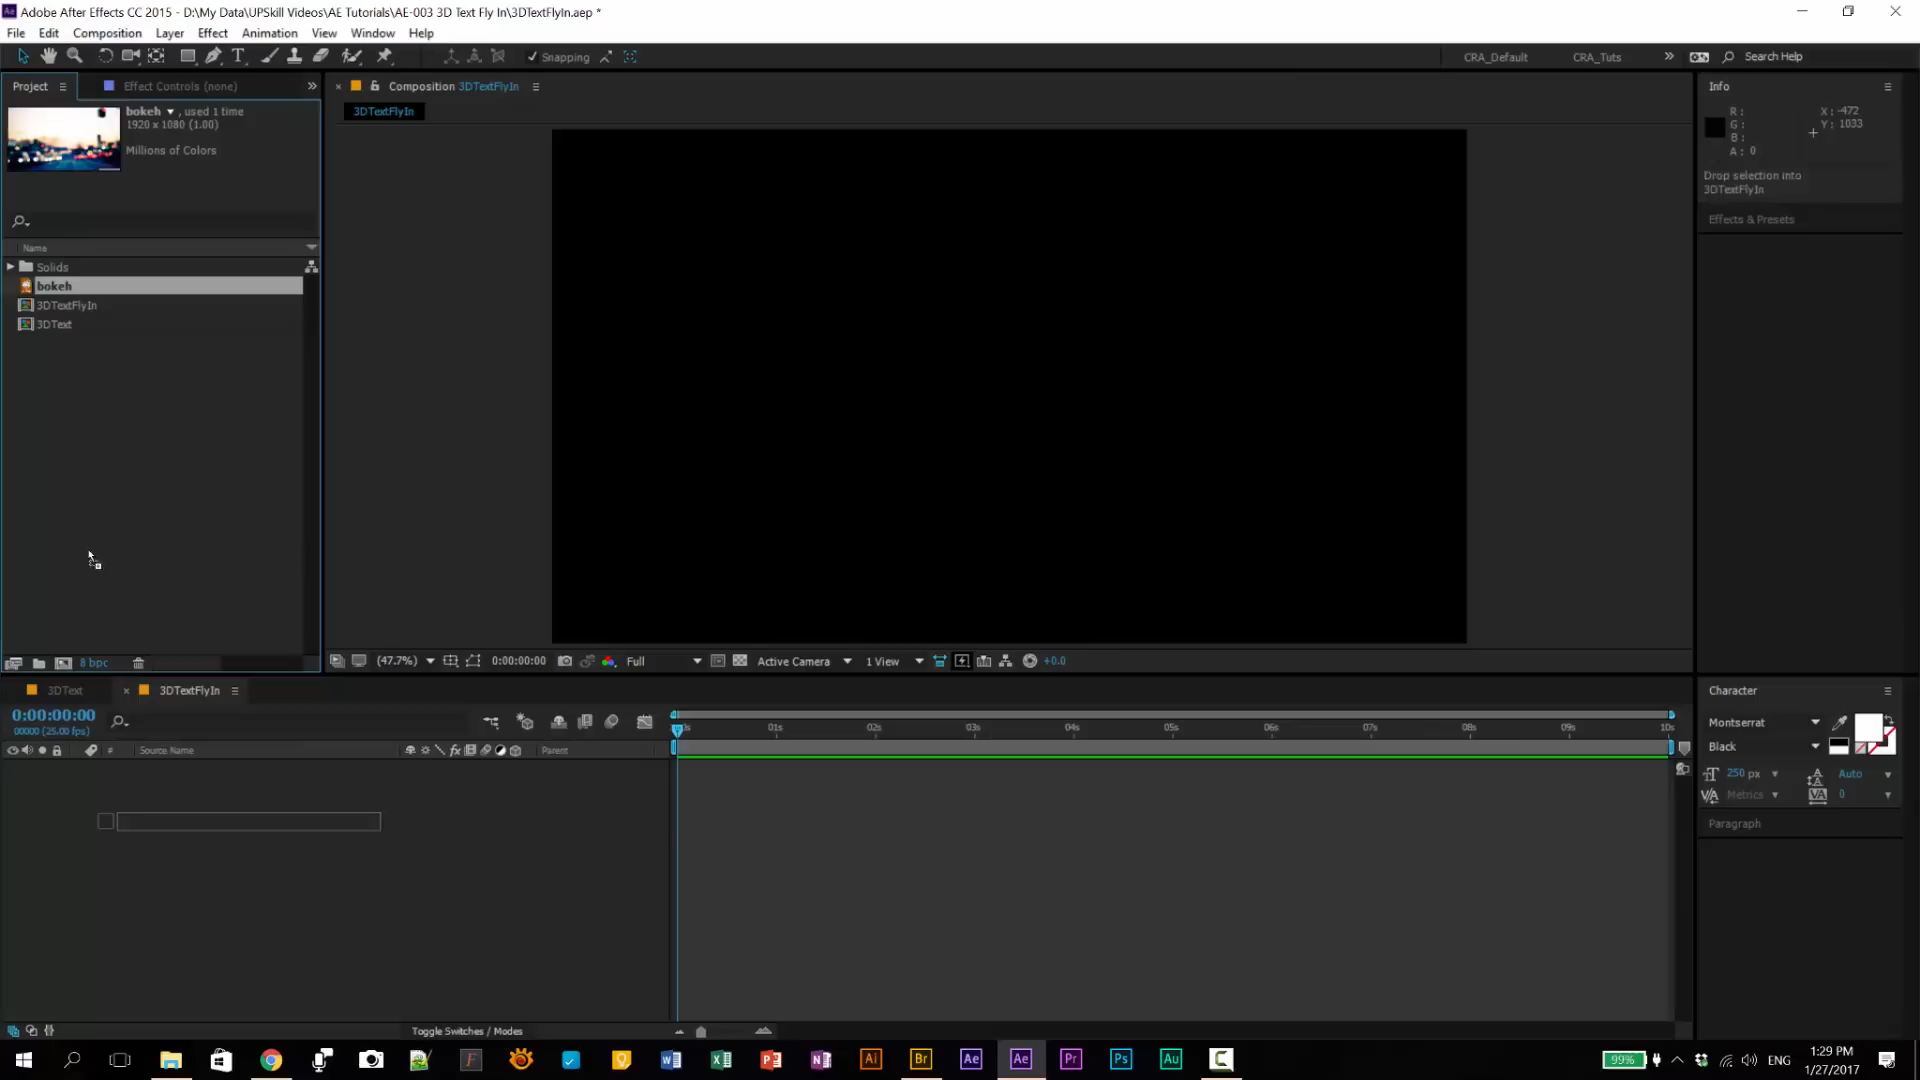 Adobe After Effects CC 2015 - D:\My Data\UPSkill Videos\AE Tutorials\AE-003 3D Text Fly In\3DTextFlyIn.aep *
File Edit Composition Layer Effect Animation View Window Help
Snapping
CRA_Default CRA_Tuts Search Help
Project Effect Controls (none)
Composition 3DTextFlyIn
Info
bokeh , used 1 time
1920 x 1080 (1.00)
Millions of Colors
3DTextFlyIn
R :
G :
B :
A : 0
X : -472
Y : 1033
Drop selection into
3DTextFlyIn
Effects & Presets
Name
Solids
bokeh
3DTextFlyIn
3DText
8 bpc
(47.7%) 0:00:00:00 Full Active Camera 1 View +0.0
3DText 3DTextFlyIn
0:00:00:00
00000 (25.00 fps)
01s 02s 03s 04s 05s 06s 07s 08s 09s 10s
# Source Name Parent
Toggle Switches / Modes
Character
Montserrat
Black
250 px Auto
Metrics 0
Paragraph
99% ENG 1:29 PM
1/27/2017